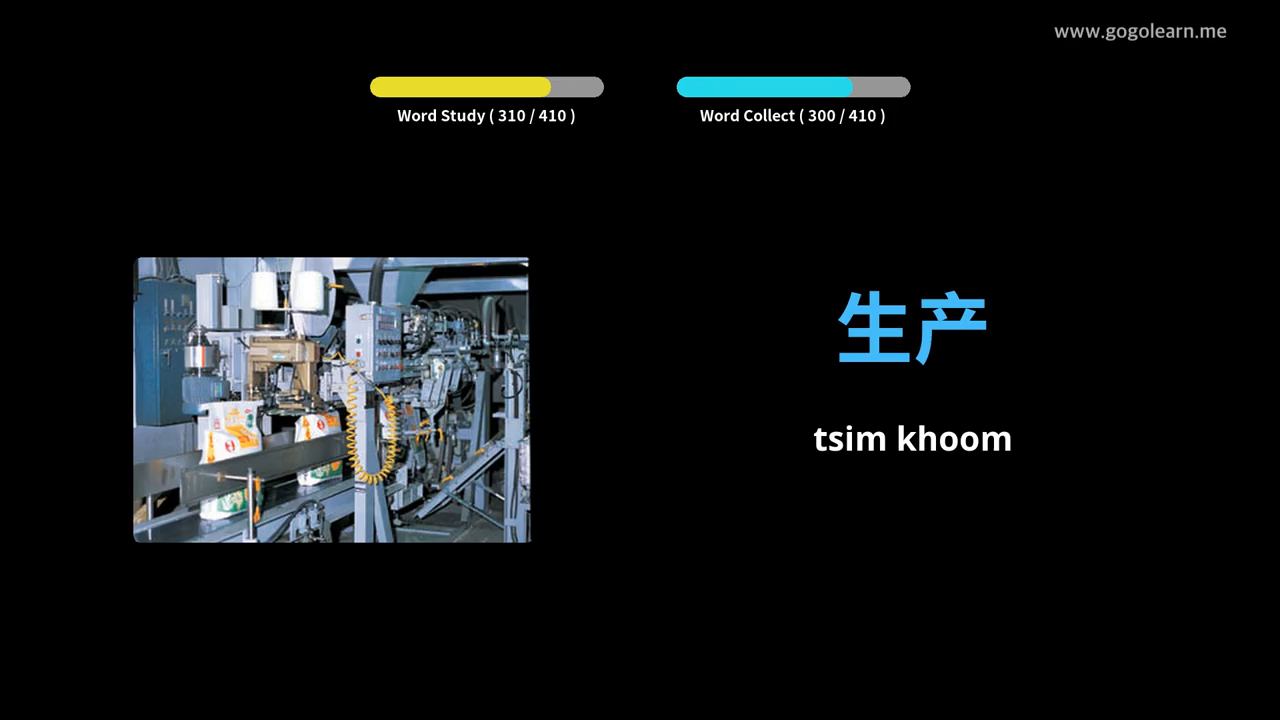 www.gogolearn.me
Word Study ( 310 / 410 )
Word Collect ( 300 / 410 )
生产
tsim khoom